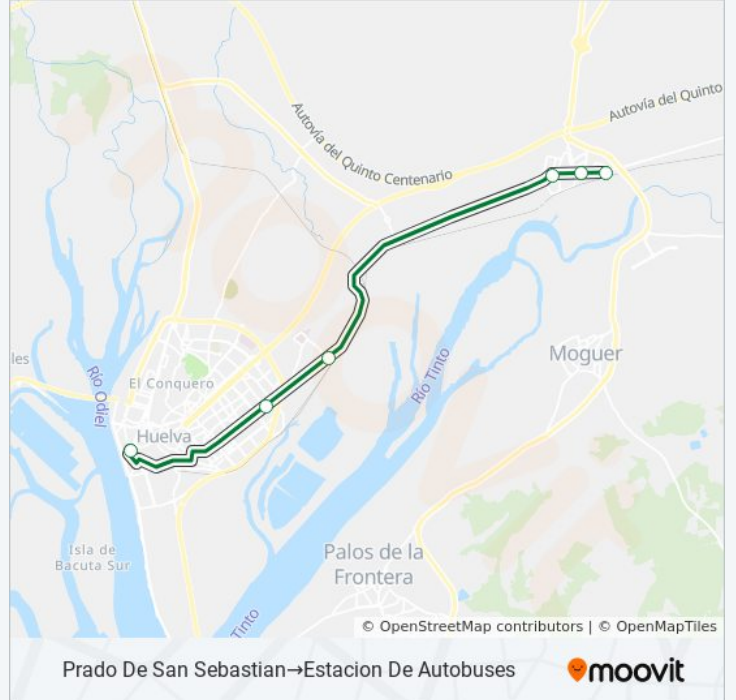 Autovía del Quinto
Autovía del Quinto Centenario
Moguer
Río Tinto
les
Río Odiel
El Conquero
Huelva
Isla de
Bacuta Sur
Palos de la
Frontera
Tinto
© OpenStreetMap contributors | © OpenMapTiles
Prado De San Sebastian→Estacion De Autobuses
moovit